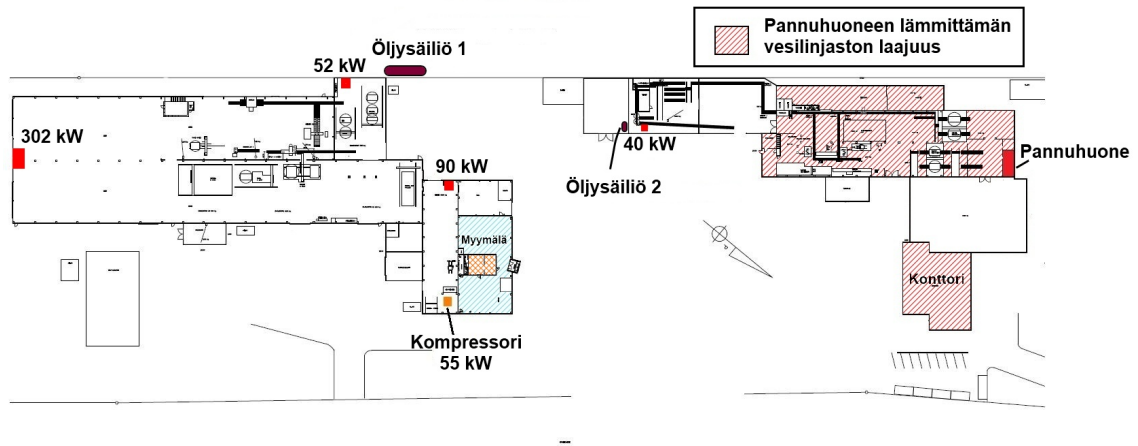 Pannuhuoneen lämmittämän
vesilinjaston laajuus
Öljysäiliö 1
52 kW
302 kW
40 kW
Pannuhuone
90 kW
Öljysäiliö 2
Myymälä
Konttori
Kompressori
55 kW